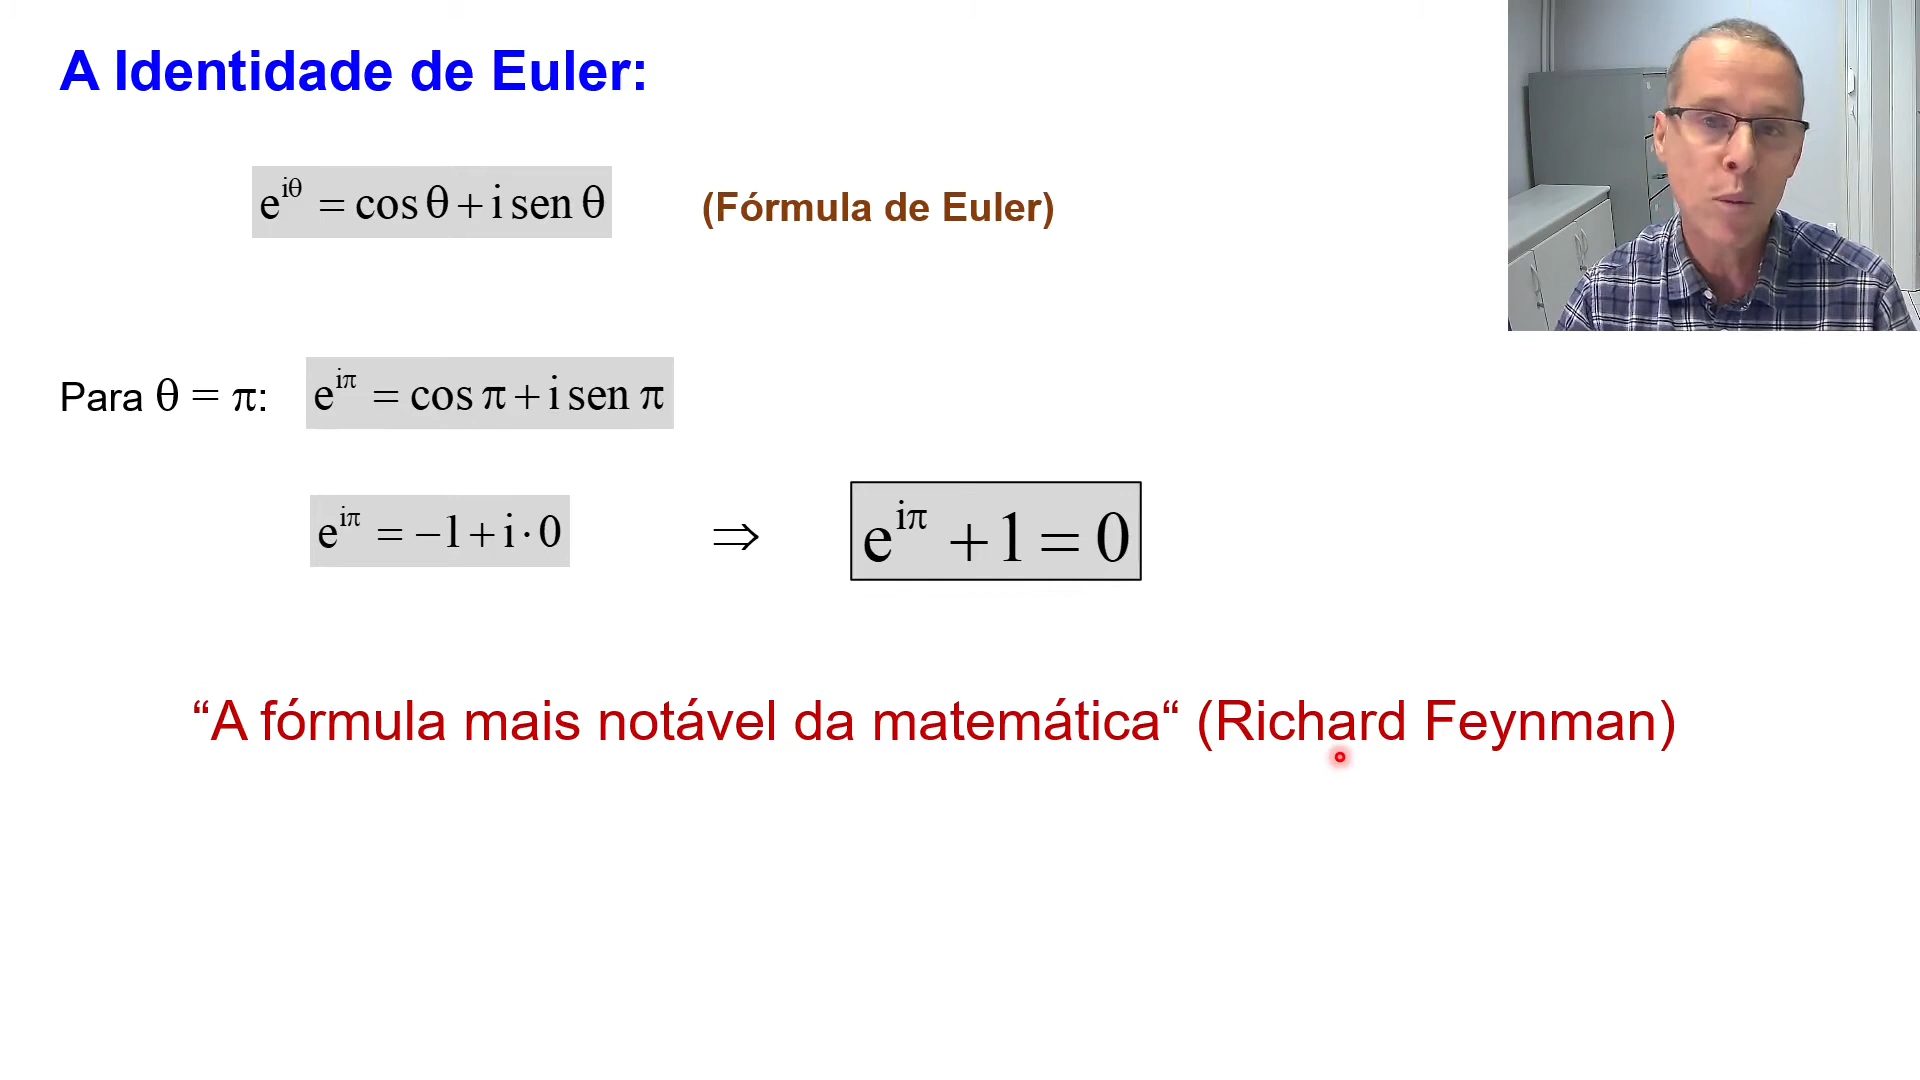 A Identidade de Euler:
e^{iθ} = cos θ + i sen θ (Fórmula de Euler)
Para θ = π: e^{iπ} = cos π + i sen π
e^{iπ} = −1 + i · 0 ⇒ e^{iπ} + 1 = 0
“A fórmula mais notável da matemática“ (Richard Feynman)